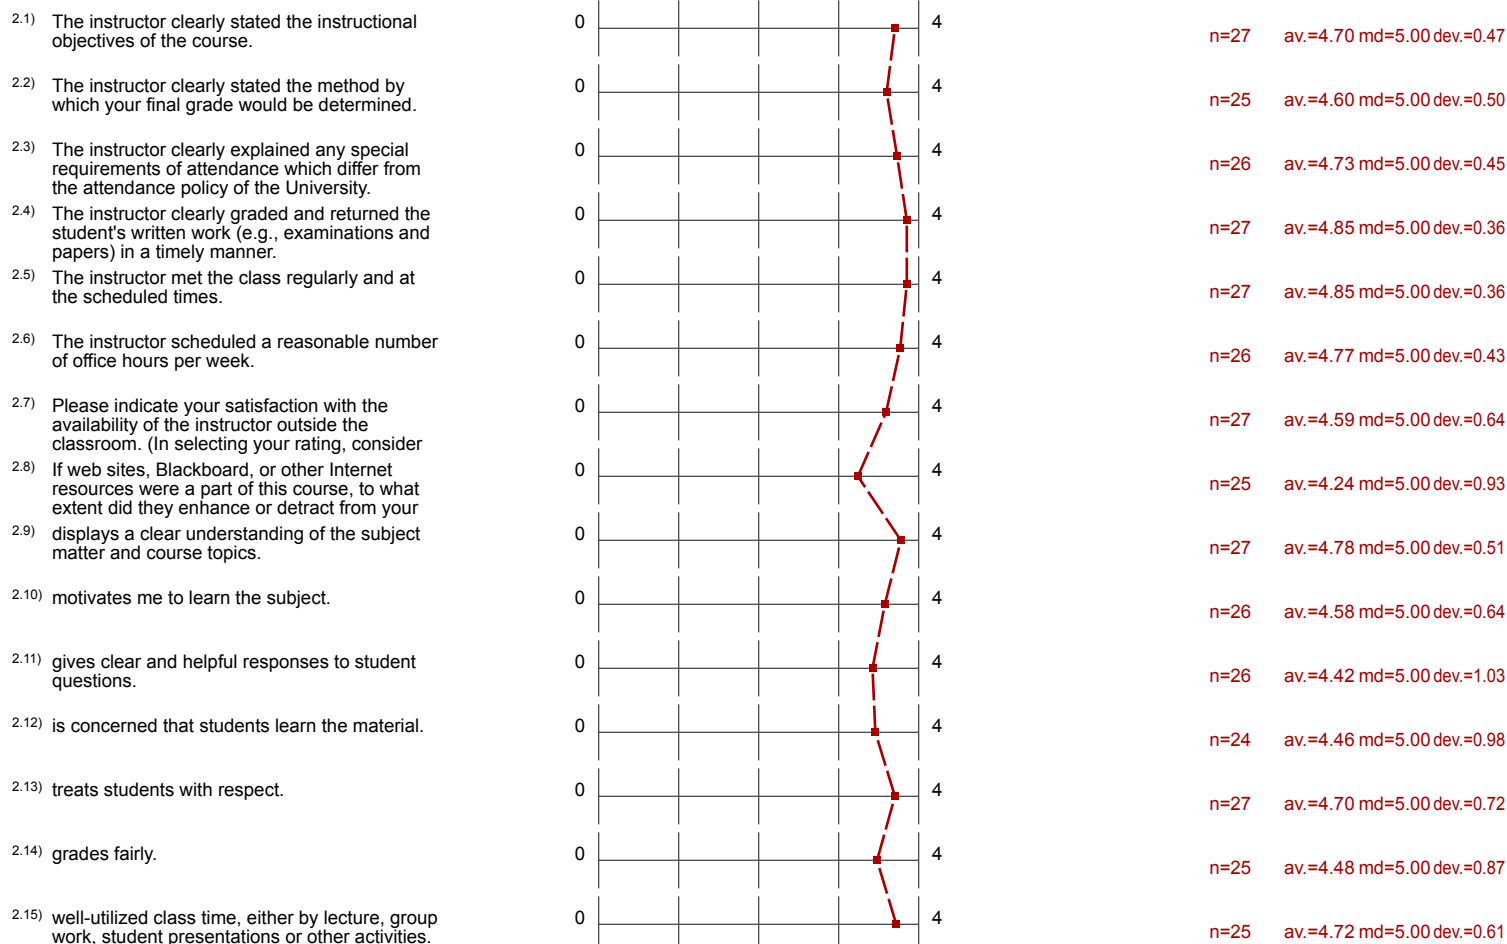 2.1) The instructor clearly stated the instructional 0 4
objectives of the course. n=27 av.=4.70 md=5.00 dev.=0.47
2.2) The instructor clearly stated the method by 0 4
which your final grade would be determined. n=25 av.=4.60 md=5.00 dev.=0.50
2.3) The instructor clearly explained any special 0 4
requirements of attendance which differ from n=26 av.=4.73 md=5.00 dev.=0.45
the attendance policy of the University.
2.4) The instructor clearly graded and returned the 0 4
student's written work (e.g., examinations and n=27 av.=4.85 md=5.00 dev.=0.36
papers) in a timely manner.
2.5) The instructor met the class regularly and at 0 4
the scheduled times. n=27 av.=4.85 md=5.00 dev.=0.36
2.6) The instructor scheduled a reasonable number 0 4
of office hours per week. n=26 av.=4.77 md=5.00 dev.=0.43
2.7) Please indicate your satisfaction with the 0 4
availability of the instructor outside the n=27 av.=4.59 md=5.00 dev.=0.64
classroom. (In selecting your rating, consider
2.8) If web sites, Blackboard, or other Internet 0 4
resources were a part of this course, to what n=25 av.=4.24 md=5.00 dev.=0.93
extent did they enhance or detract from your
2.9) displays a clear understanding of the subject 0 4
matter and course topics. n=27 av.=4.78 md=5.00 dev.=0.51
2.10) motivates me to learn the subject. 0 4
n=26 av.=4.58 md=5.00 dev.=0.64
2.11) gives clear and helpful responses to student 0 4
questions. n=26 av.=4.42 md=5.00 dev.=1.03
2.12) is concerned that students learn the material. 0 4
n=24 av.=4.46 md=5.00 dev.=0.98
2.13) treats students with respect. 0 4
n=27 av.=4.70 md=5.00 dev.=0.72
2.14) grades fairly. 0 4
n=25 av.=4.48 md=5.00 dev.=0.87
2.15) well-utilized class time, either by lecture, group 0 4
work, student presentations or other activities. n=25 av.=4.72 md=5.00 dev.=0.61